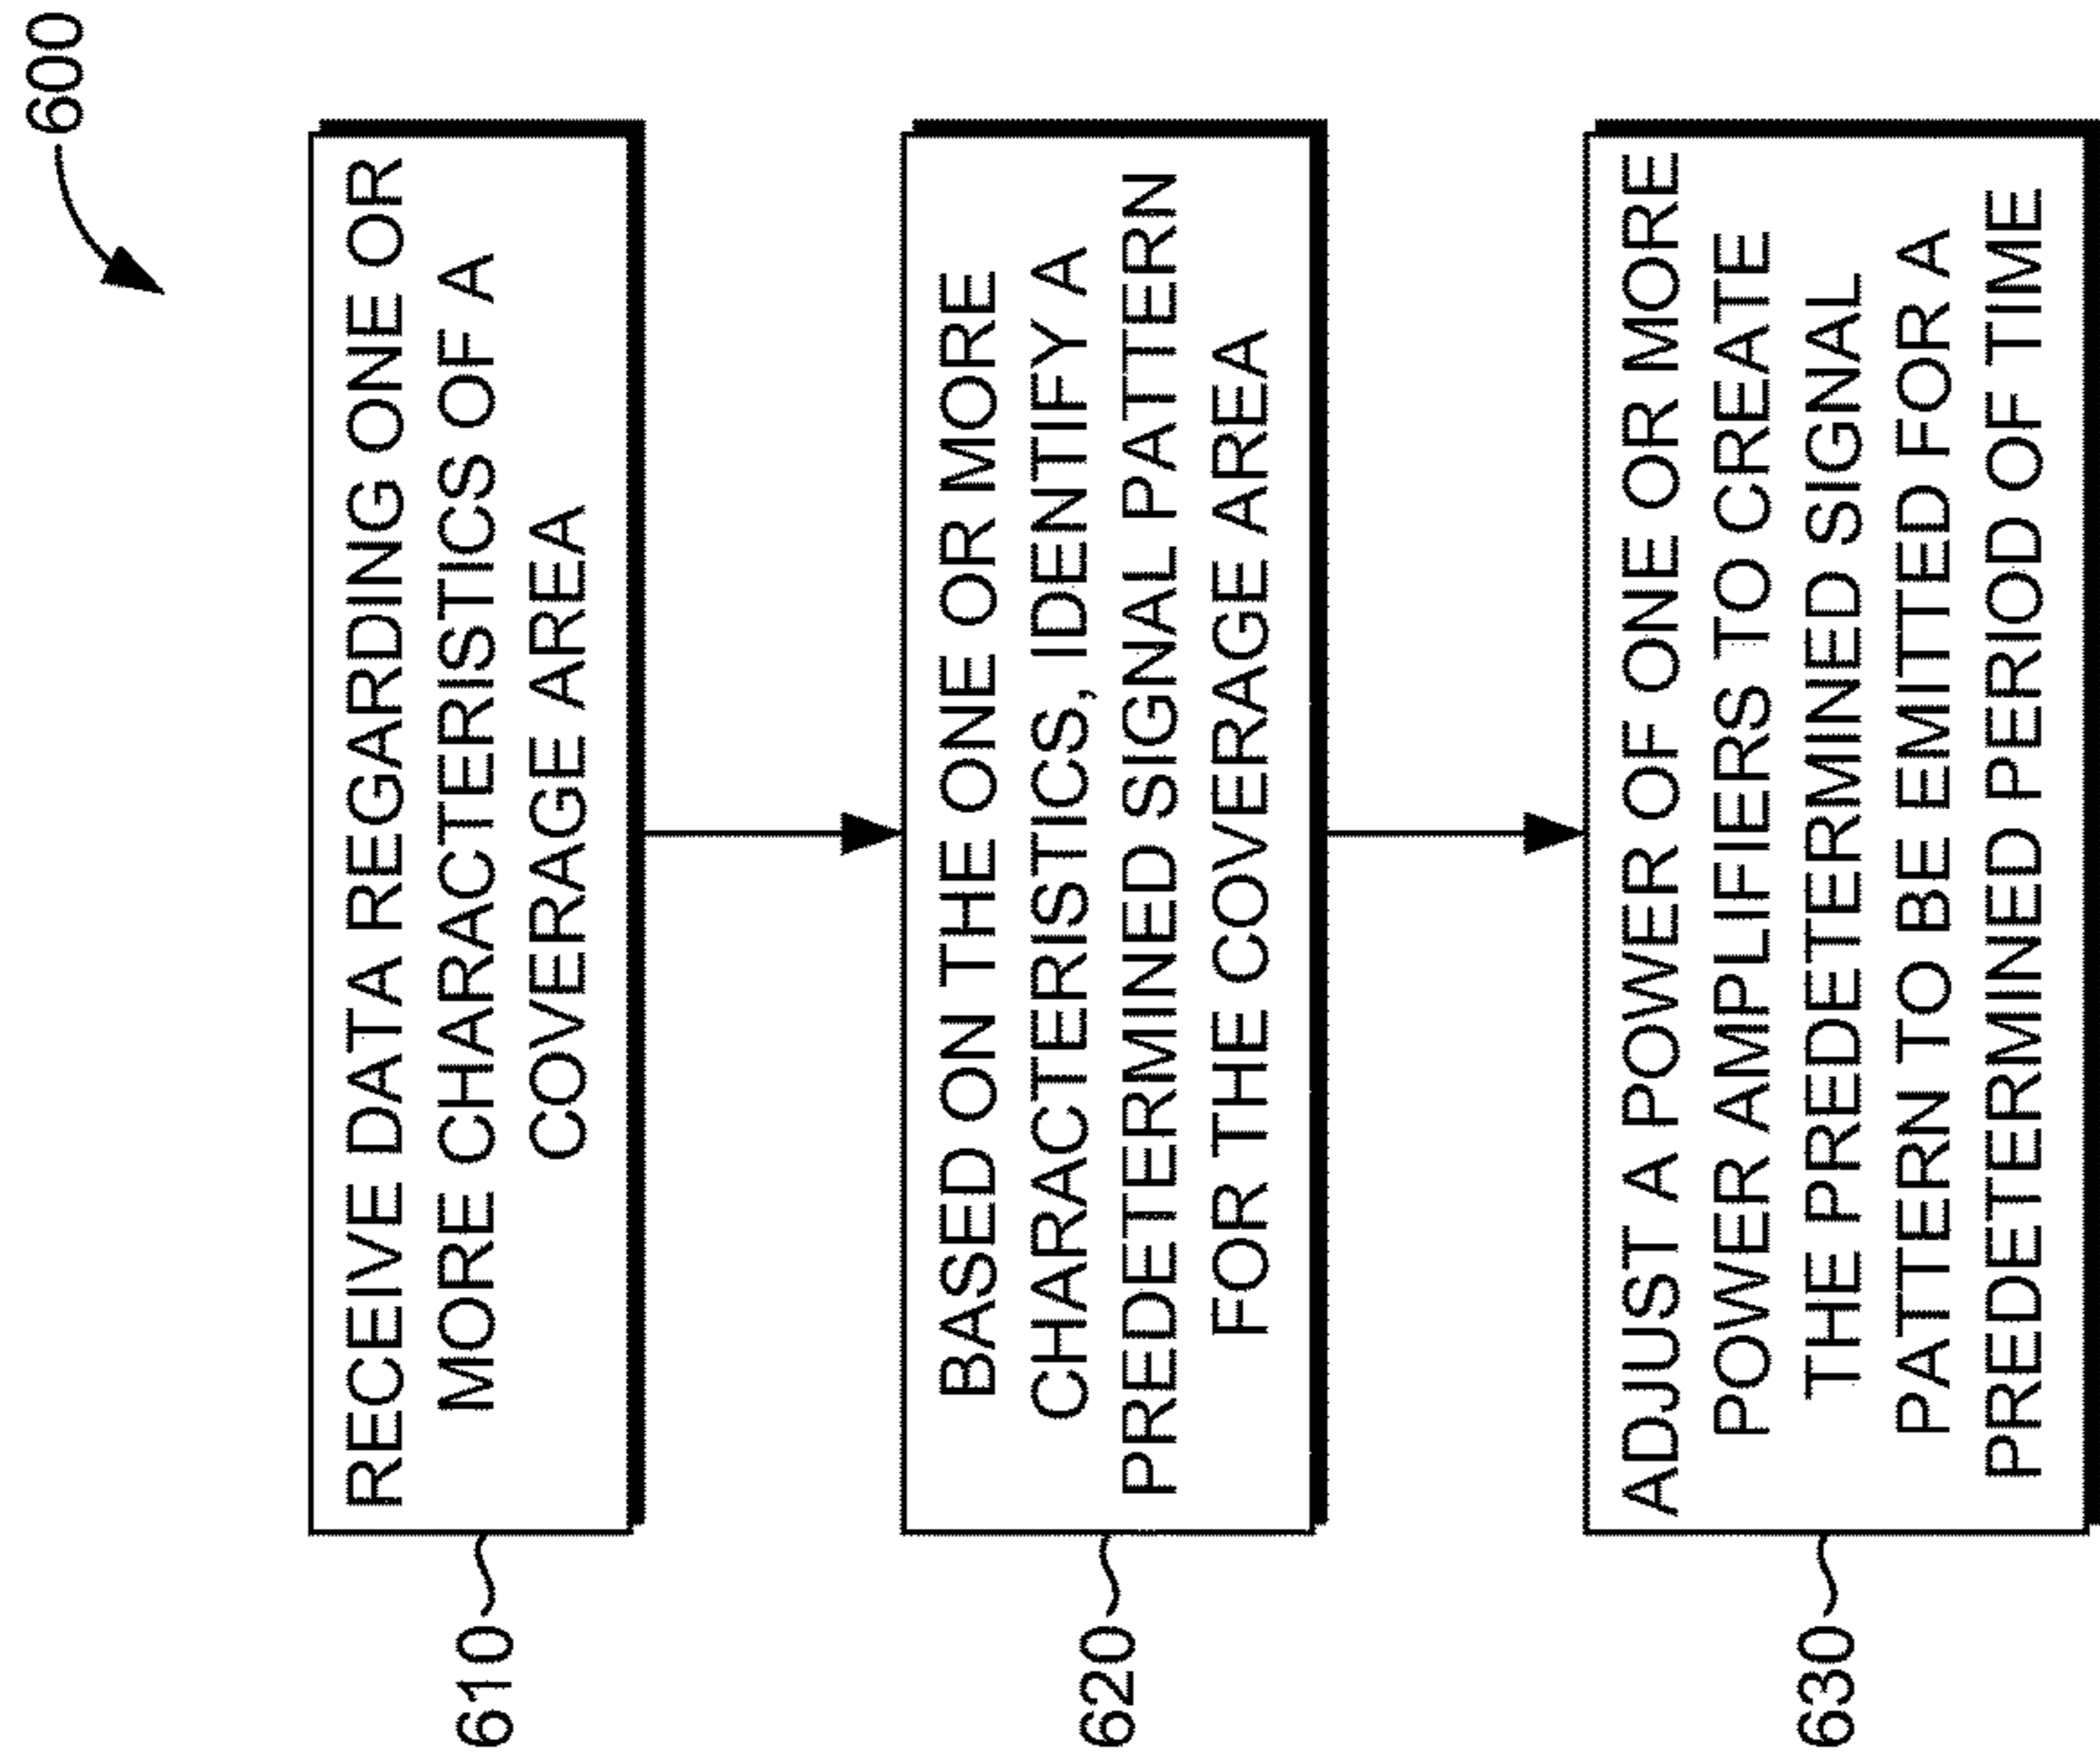 600
610
RECEIVE DATA REGARDING ONE OR
MORE CHARACTERISTICS OF A
COVERAGE AREA
620
BASED ON THE ONE OR MORE
CHARACTERISTICS, IDENTIFY A
PREDETERMINED SIGNAL PATTERN
FOR THE COVERAGE AREA
630
ADJUST A POWER OF ONE OR MORE
POWER AMPLIFIERS TO CREATE
THE PREDETERMINED SIGNAL
PATTERN TO BE EMITTED FOR A
PREDETERMINED PERIOD OF TIME